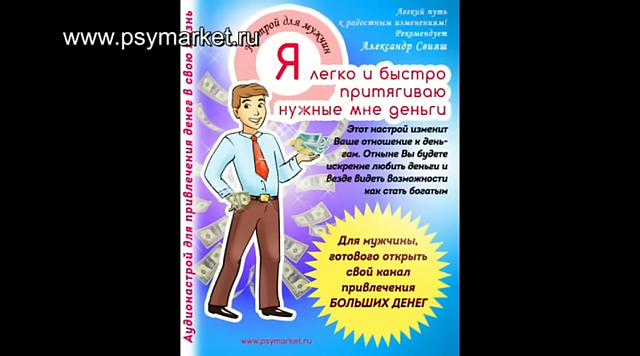 www.psymarket.ru
Аудионастрой для привлечения денег в свою жизнь
Настрой для мужчин
Легкий путь
к радостным изменениям!
Рекомендует
Александр Свияш
Я легко и быстро
притягиваю
нужные мне деньги
Этот настрой изменит
Ваше отношение к день-
гам. Отныне Вы будете
искренне любить деньги и
везде видеть возможности
как стать богатым
Для мужчины,
готового открыть
свой канал
привлечения
БОЛЬШИХ ДЕНЕГ
www.psymarket.ru